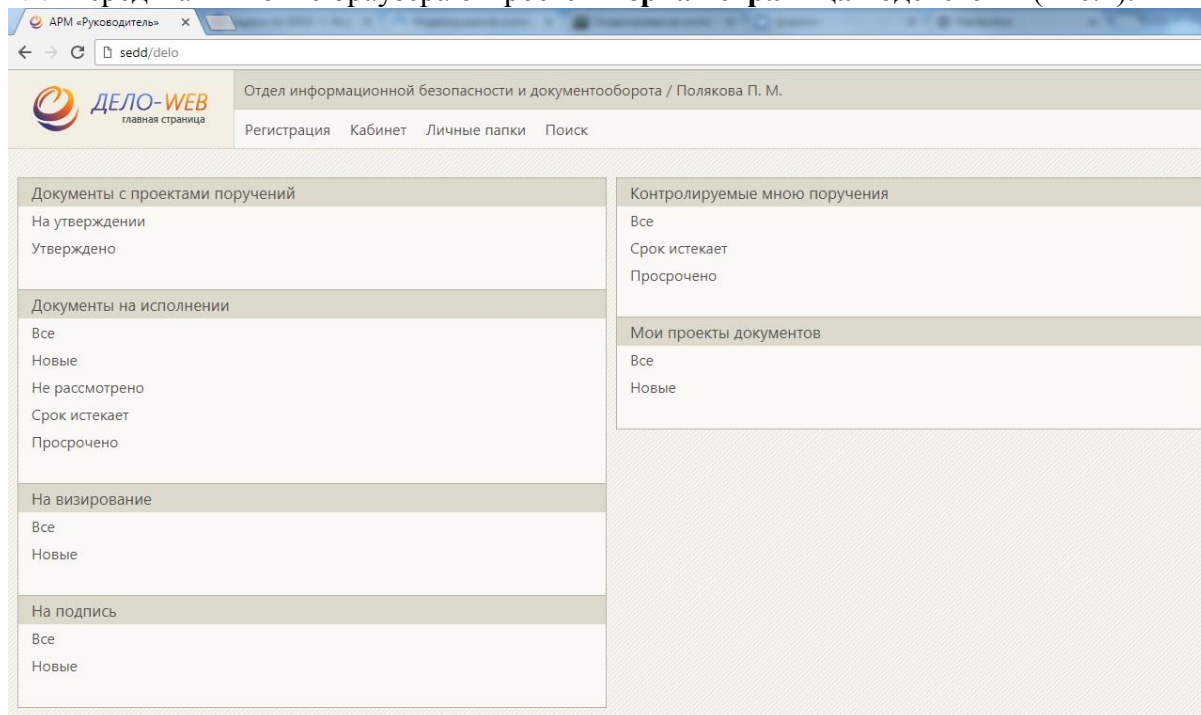 АРМ «Руководитель»
sedd/delo
ДЕЛО-WEB
главная страница
Отдел информационной безопасности и документооборота / Полякова П. М.
Регистрация Кабинет Личные папки Поиск
Документы с проектами поручений
На утверждении
Утверждено
Документы на исполнении
Все
Новые
Не рассмотрено
Срок истекает
Просрочено
На визирование
Все
Новые
На подпись
Все
Новые
Контролируемые мною поручения
Все
Срок истекает
Просрочено
Мои проекты документов
Все
Новые